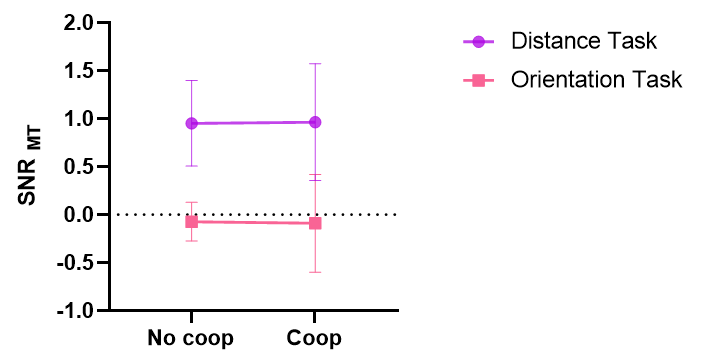 2.0
1.5
1.0
0.5
0.0
-0.5
-1.0
SNR MT
No coop Coop
Distance Task
Orientation Task